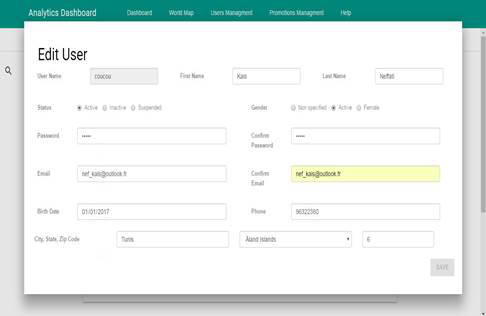 Analytics Dashboard Dashboard World Map Users Managment Promotions Managment Help
Edit User
User Name coucou First Name Kais Last Name Neffati
Status Active Inactive Suspended Gender Non specified Active Female
Password ••••• Confirm Password •••••
Email nef_kais@outlook.fr Confirm Email nef_kais@outlook.fr
Birth Date 01/01/2017 Phone 96322380
City, State, Zip Code Tunis Åland Islands 6
SAVE